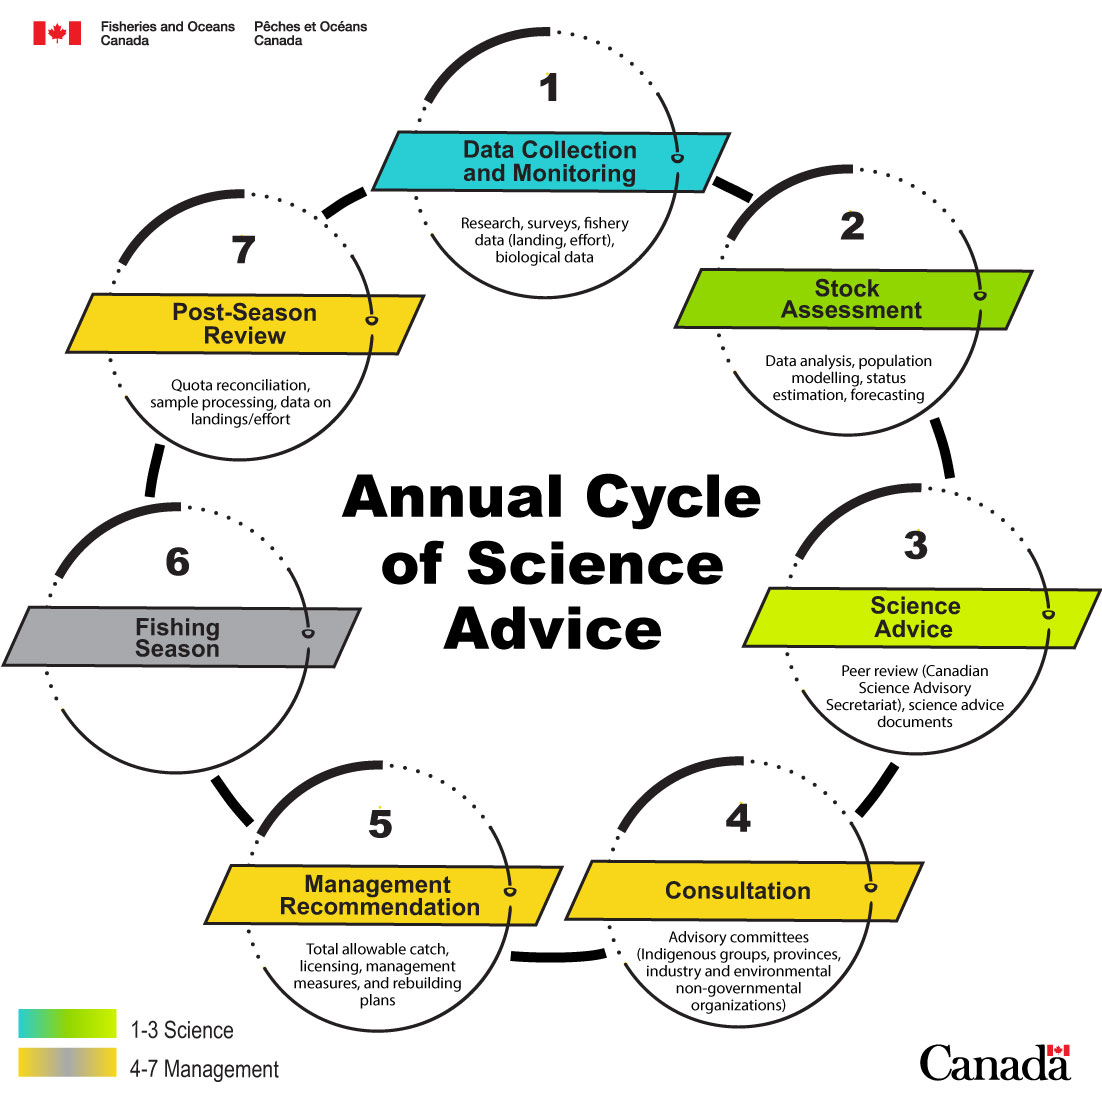 Fisheries and Oceans
Canada
Pêches et Océans
Canada
1
Data Collection
and Monitoring
Research, surveys, fishery
data (landing, effort),
biological data
2
Stock
Assessment
Data analysis, population
modelling, status
estimation, forecasting
3
Science
Advice
Peer review (Canadian
Science Advisory
Secretariat), science advice
documents
4
Consultation
Advisory committees
(Indigenous groups, provinces,
industry and environmental
non-governmental
organizations)
5
Management
Recommendation
Total allowable catch,
licensing, management
measures, and rebuilding
plans
6
Fishing
Season
7
Post-Season
Review
Quota reconciliation,
sample processing, data on
landings/effort
Annual Cycle
of Science
Advice
1-3 Science
4-7 Management
Canada